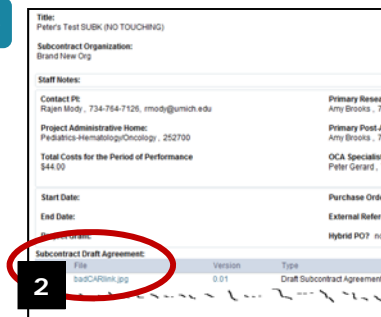 Title:
Peter's Test SUBK (NO TOUCHING)
Subcontract Organization:
Brand New Org
Staff Notes:
Contact PI: Primary
Rajen Mody , 734-764-7126, rmody@umich.edu Amy Brooks , 7
Project Administrative Home: Primary Post-
Pediatrics-Hematology/Oncology , 252700 Amy Brooks , 7
Total Costs for the Period of Performance OCA Specialis
$44.00 Peter Gerard ,
Start Date: Purchase Ord
End Date: External Refer
Hybrid PO? no
Subcontract Draft Agreement:
File Version Type
2 badCARlink.jpg 0.01 Draft Subcontract Agreement